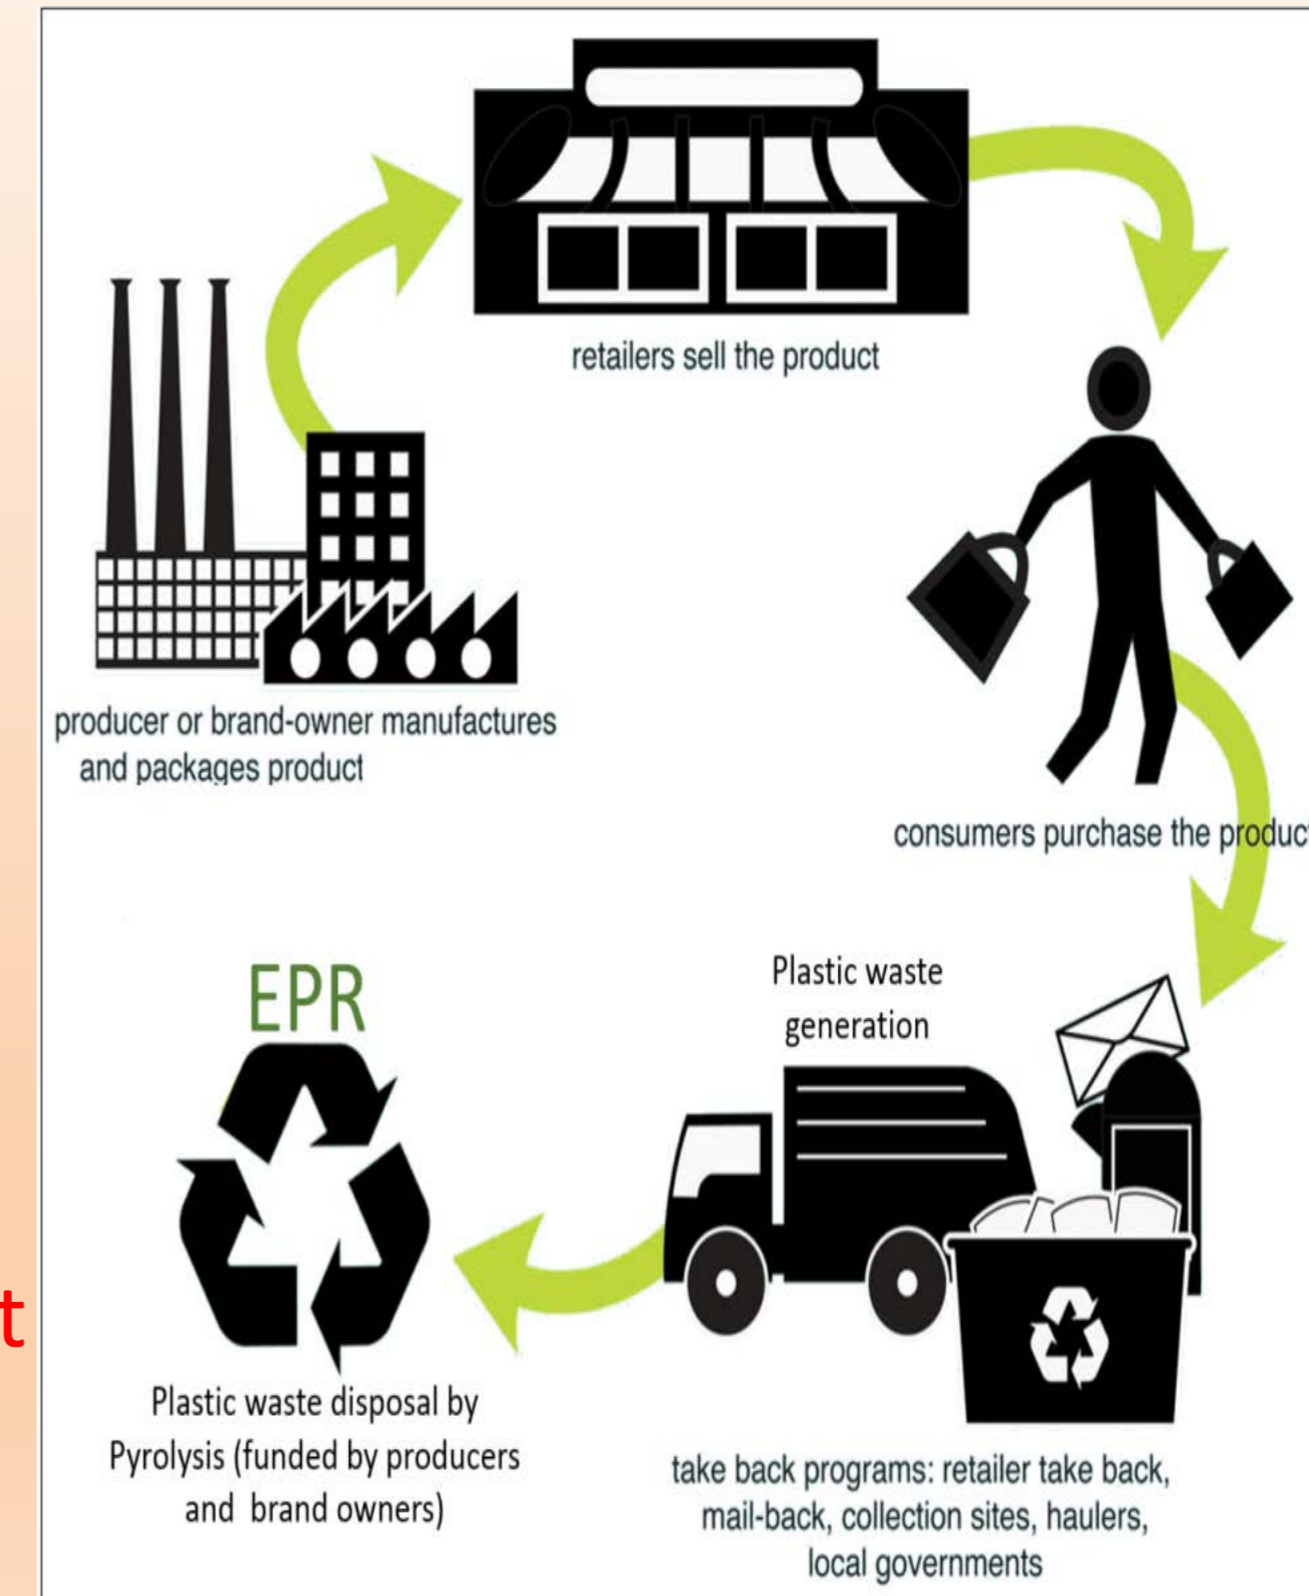 retailers sell the product
producer or brand-owner manufactures
and packages product
consumers purchase the product
Plastic waste
generation
EPR
t
Plastic waste disposal by
Pyrolysis (funded by producers
and brand owners)
take back programs: retailer take back,
mail-back, collection sites, haulers,
local governments